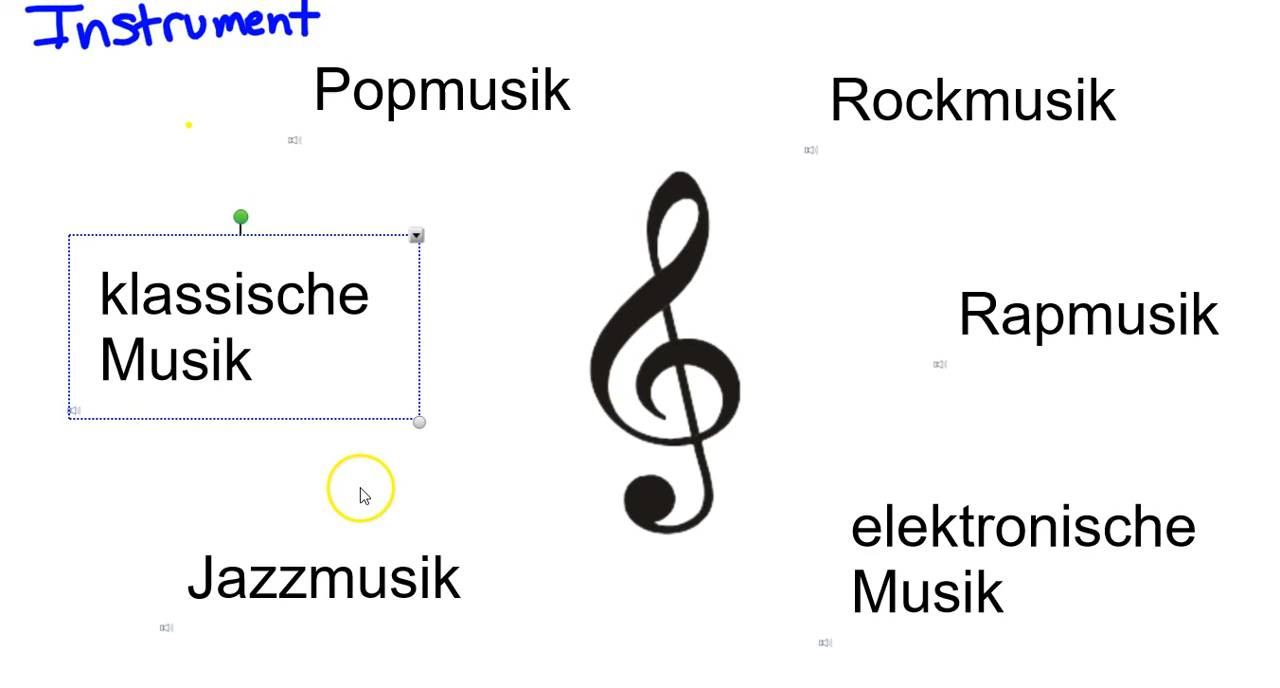 Instrument
Popmusik
Rockmusik
klassische
Musik
Rapmusik
elektronische
Musik
Jazzmusik